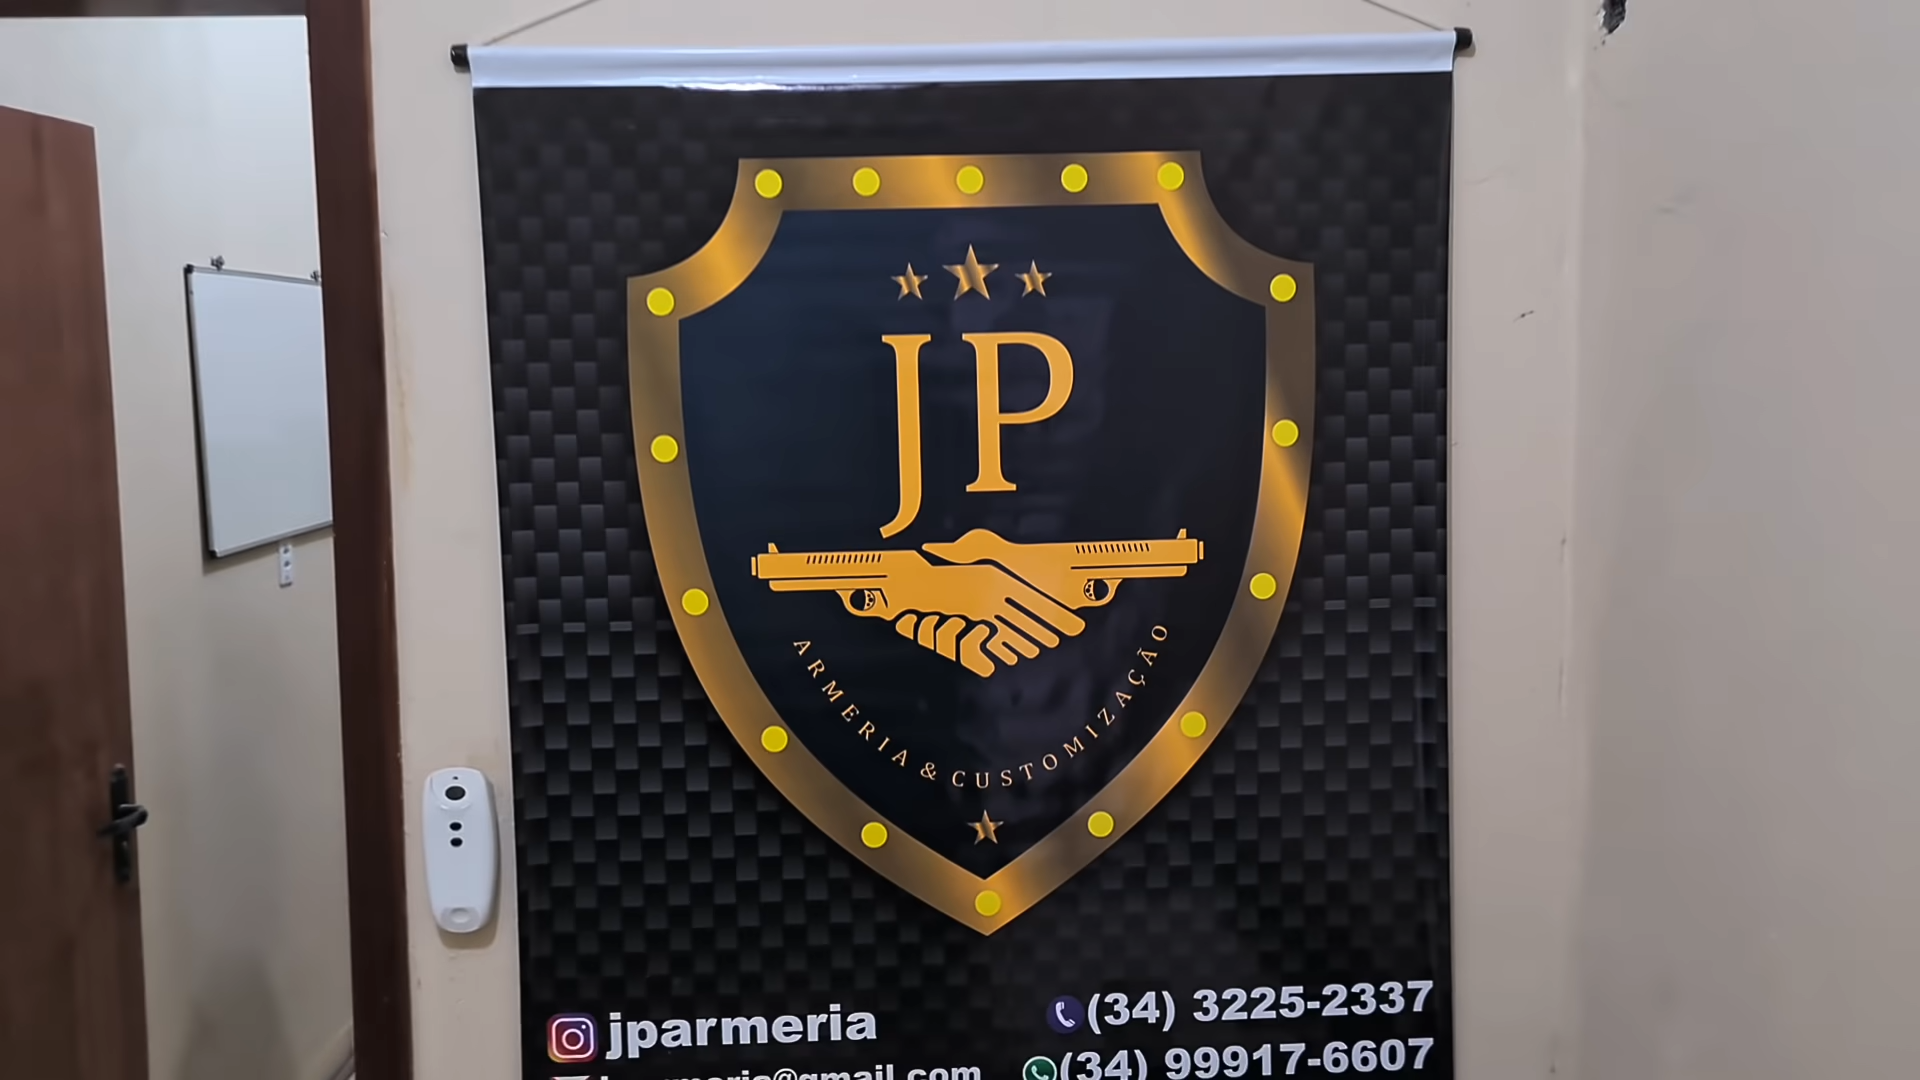 JP
ARMERIA & CUSTOMIZAÇÃO
jparmeria
(34) 3225-2337
(34) 99917-6607